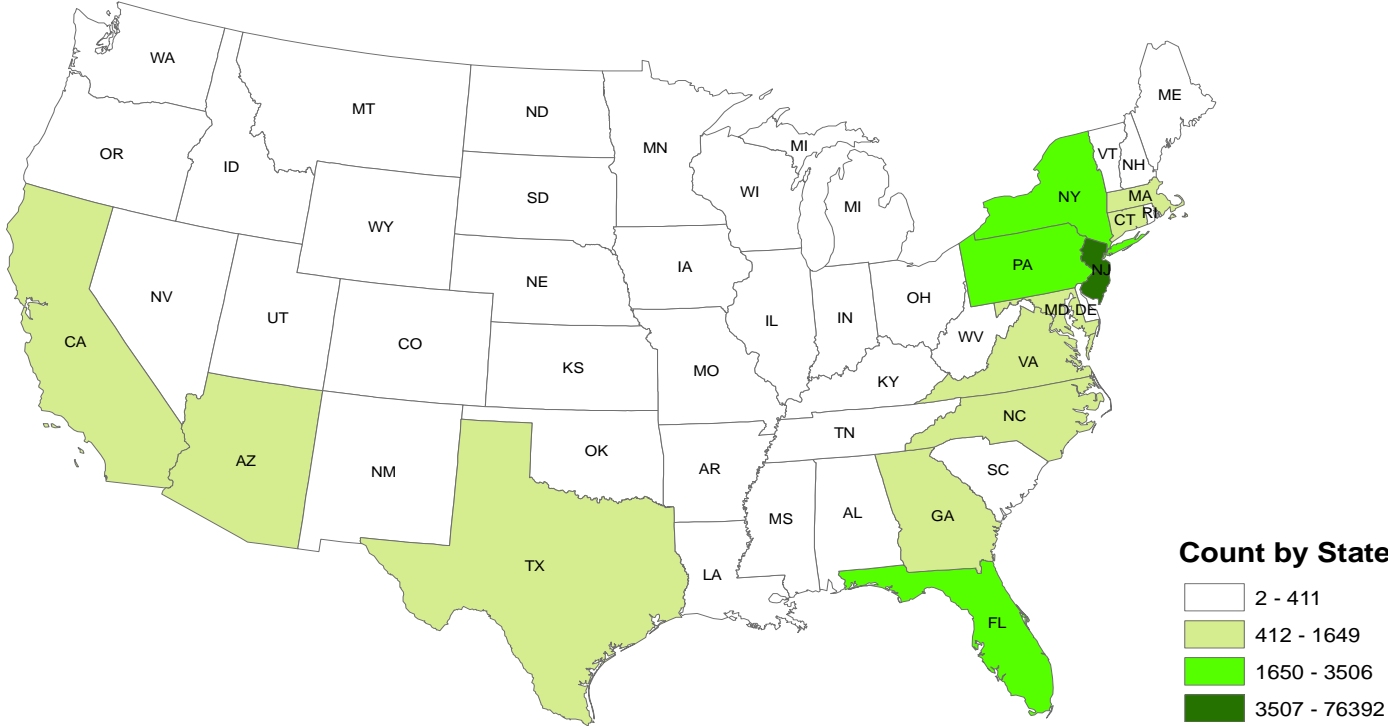 WA
MT
ND
MN
ME
OR
ID
SD
WI
MI
VT
NH
WY
MI
NY
MA
CT
RI
IA
PA
NJ
NV
NE
OH
UT
CO
IL
IN
MD
DE
CA
KS
MO
WV
VA
KY
NC
TN
AZ
NM
OK
AR
SC
MS
AL
GA
TX
LA
FL
Count by State
2 - 411
412 - 1649
1650 - 3506
3507 - 76392